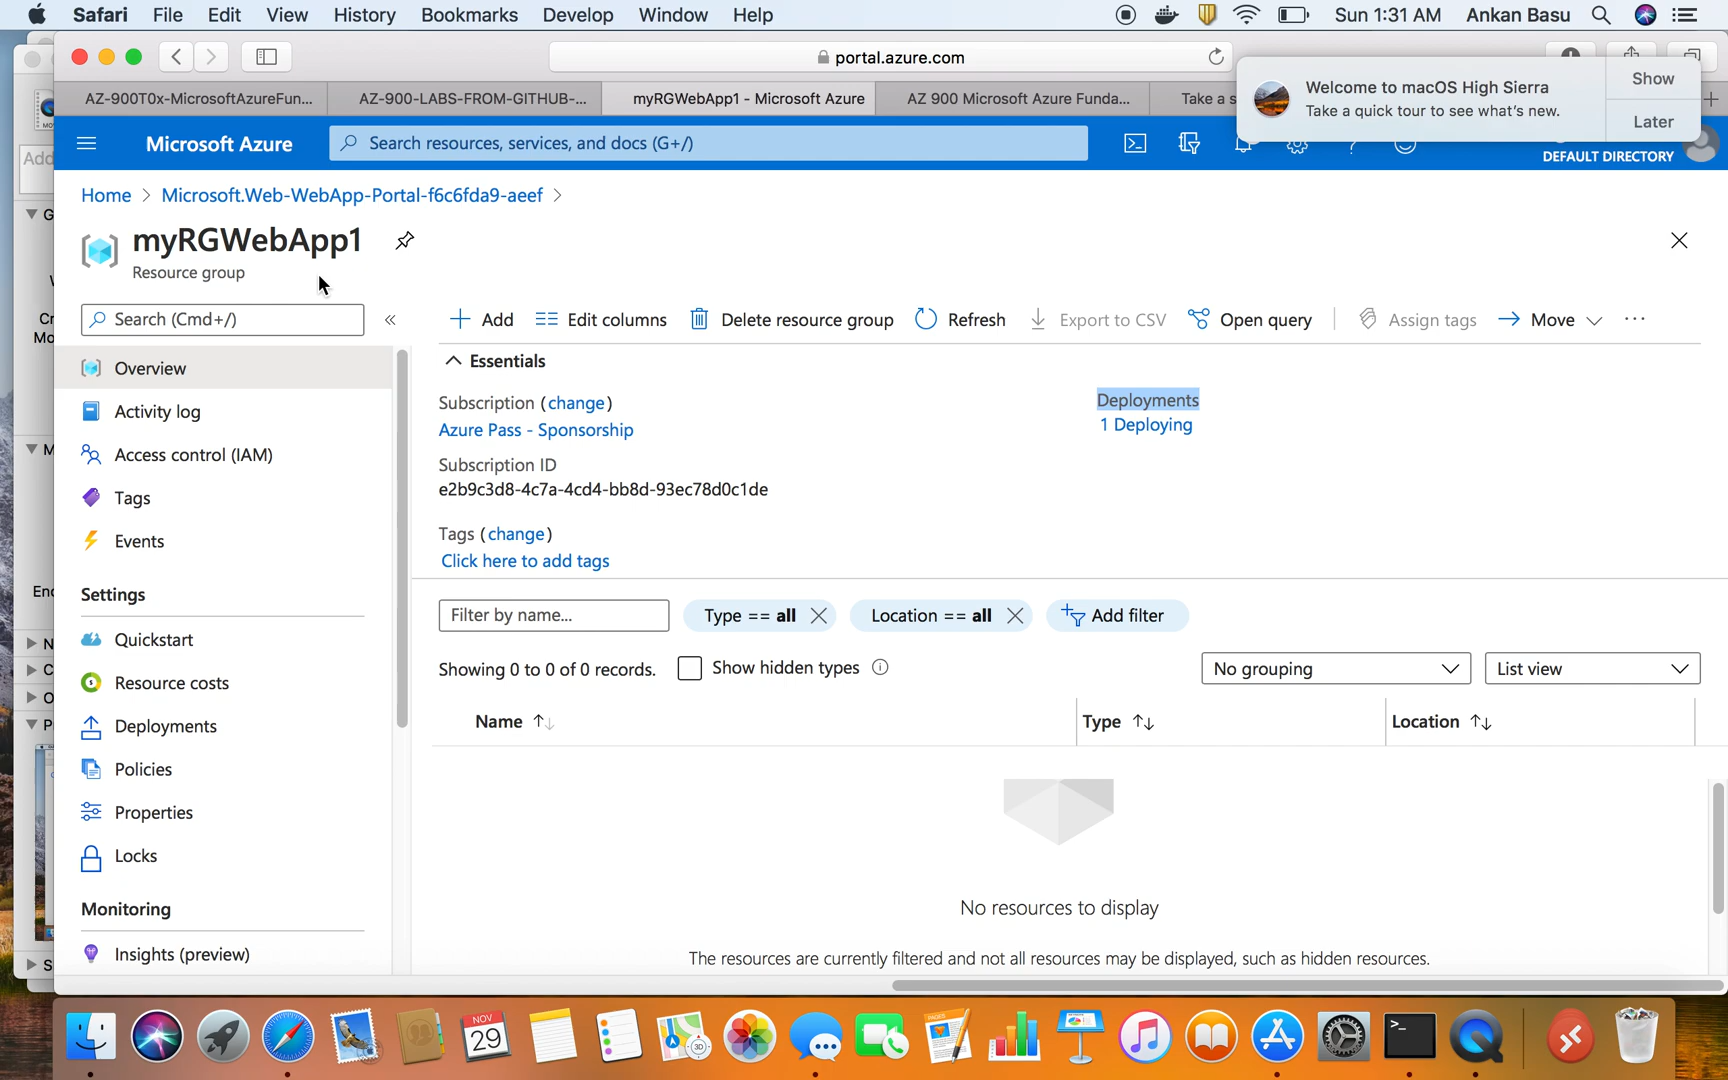 Safari File Edit View History Bookmarks Develop Window Help Sun 1:31 AM Ankan Basu
portal.azure.com
AZ-900T0x-MicrosoftAzureFun... AZ-900-LABS-FROM-GITHUB-... myRGWebApp1 - Microsoft Azure AZ 900 Microsoft Azure Funda... Take a s
Welcome to macOS High Sierra
Take a quick tour to see what's new.
Show
Later
Microsoft Azure Search resources, services, and docs (G+/)
DEFAULT DIRECTORY
Add
Home > Microsoft.Web-WebApp-Portal-f6c6fda9-aeef >
myRGWebApp1
Resource group
Search (Cmd+/) «
Add Edit columns Delete resource group Refresh Export to CSV Open query Assign tags Move ...
Overview
Activity log
Access control (IAM)
Tags
Events
Settings
Quickstart
Resource costs
Deployments
Policies
Properties
Locks
Monitoring
Insights (preview)
Essentials
Subscription (change)
Azure Pass - Sponsorship
Subscription ID
e2b9c3d8-4c7a-4cd4-bb8d-93ec78d0c1de
Tags (change)
Click here to add tags
Deployments
1 Deploying
Filter by name... Type == all Location == all Add filter
Showing 0 to 0 of 0 records. Show hidden types No grouping List view
Name Type Location
No resources to display
The resources are currently filtered and not all resources may be displayed, such as hidden resources.
NOV
29
PAGES
3D
>_